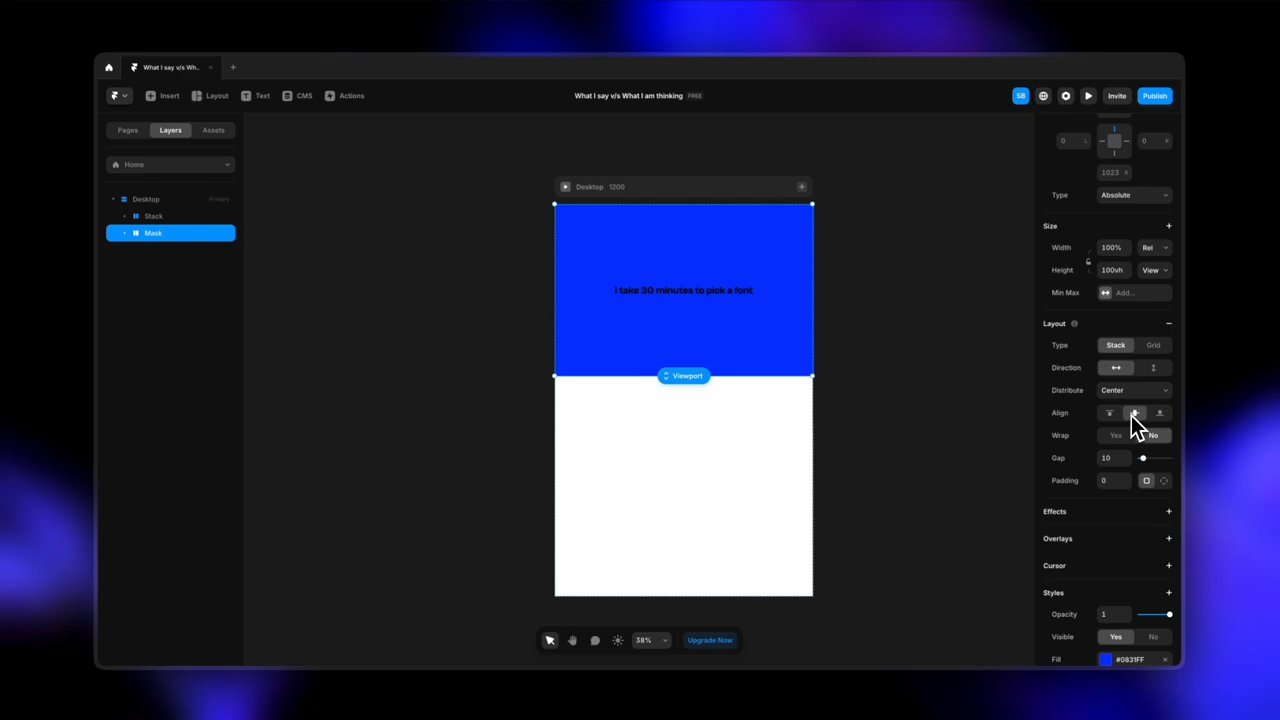 What I say v/s Wh..
Insert
Layout
Text
CMS
Actions
What I say v/s What I am thinking FREE
SB
Invite
Publish
Pages
Layers
Assets
Home
Desktop
Primary
Stack
Mask
Desktop 1200
I take 30 minutes to pick a font
Viewport
38%
Upgrade Now
0 L
0 R
1023 B
Type Absolute
Size
Width 100% Rel
Height 100vh View
Min Max Add...
Layout
Type Stack Grid
Direction
Distribute Center
Align
Wrap Yes No
Gap 10
Padding 0
Effects
Overlays
Cursor
Styles
Opacity 1
Visible Yes No
Fill #0831FF